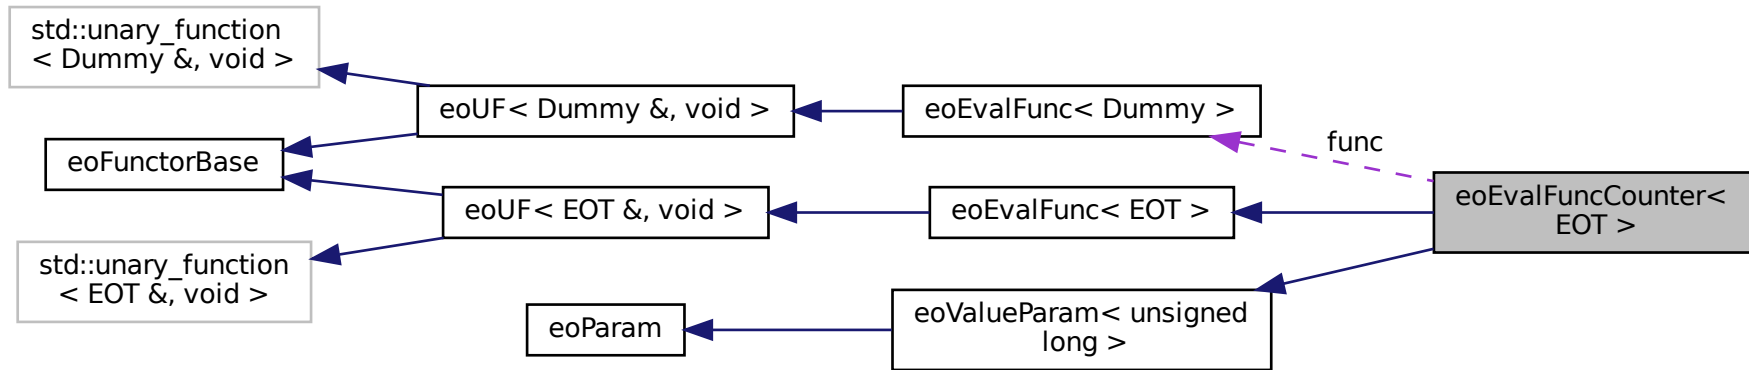 std::unary_function
< Dummy &, void >
eoUF< Dummy &, void >
eoEvalFunc< Dummy >
func
eoFunctorBase
eoUF< EOT &, void >
eoEvalFunc< EOT >
eoEvalFuncCounter<
EOT >
std::unary_function
< EOT &, void >
eoParam
eoValueParam< unsigned
long >